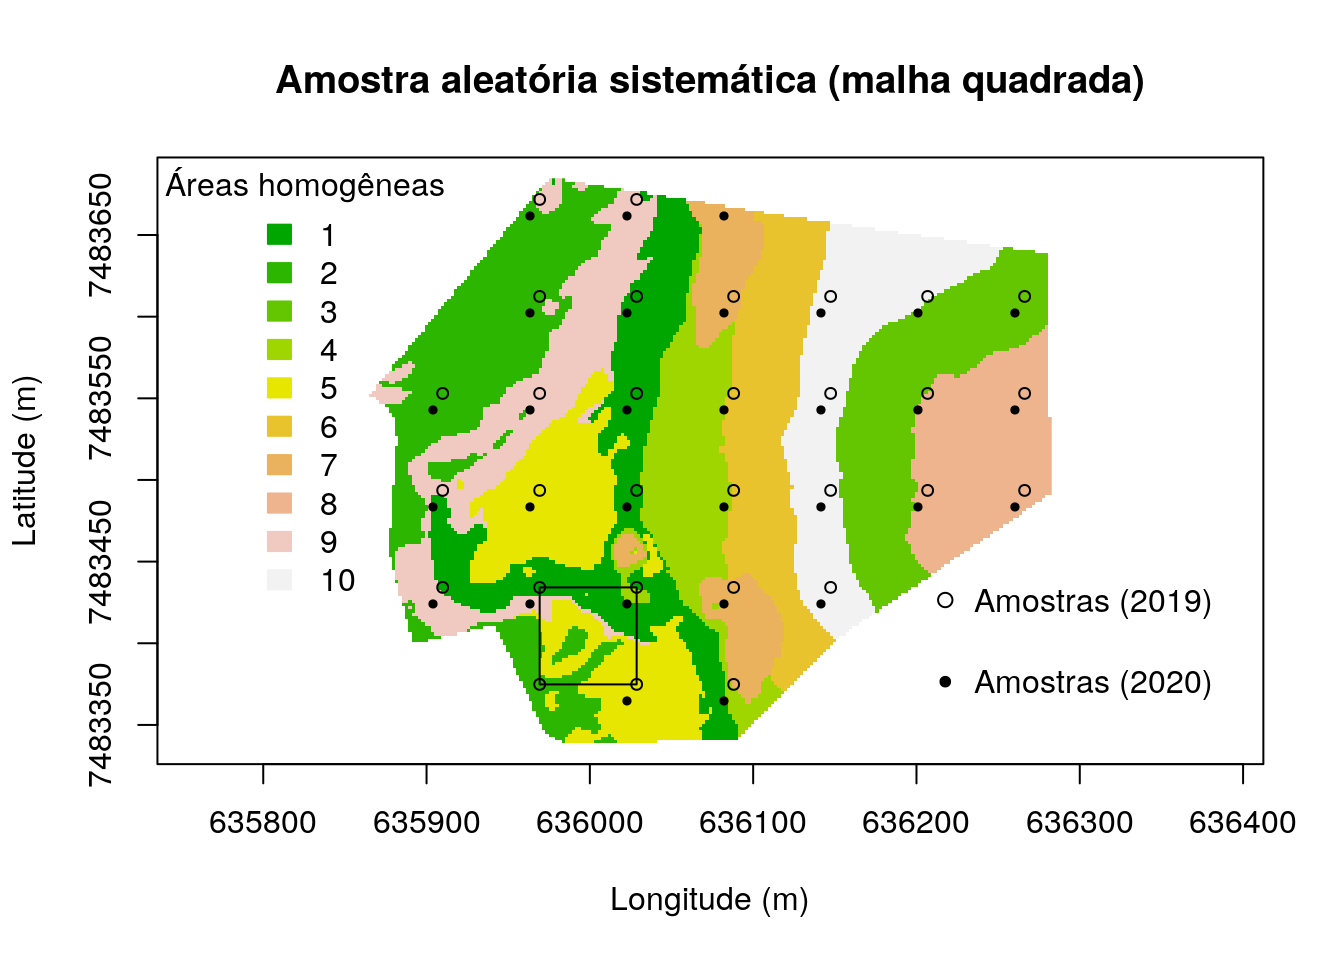 Amostra aleatória sistemática (malha quadrada)
Áreas homogêneas
1
2
3
4
5
6
7
8
9
10
Amostras (2019)
Amostras (2020)
Latitude (m)
7483650
7483550
7483450
7483350
635800 635900 636000 636100 636200 636300 636400
Longitude (m)